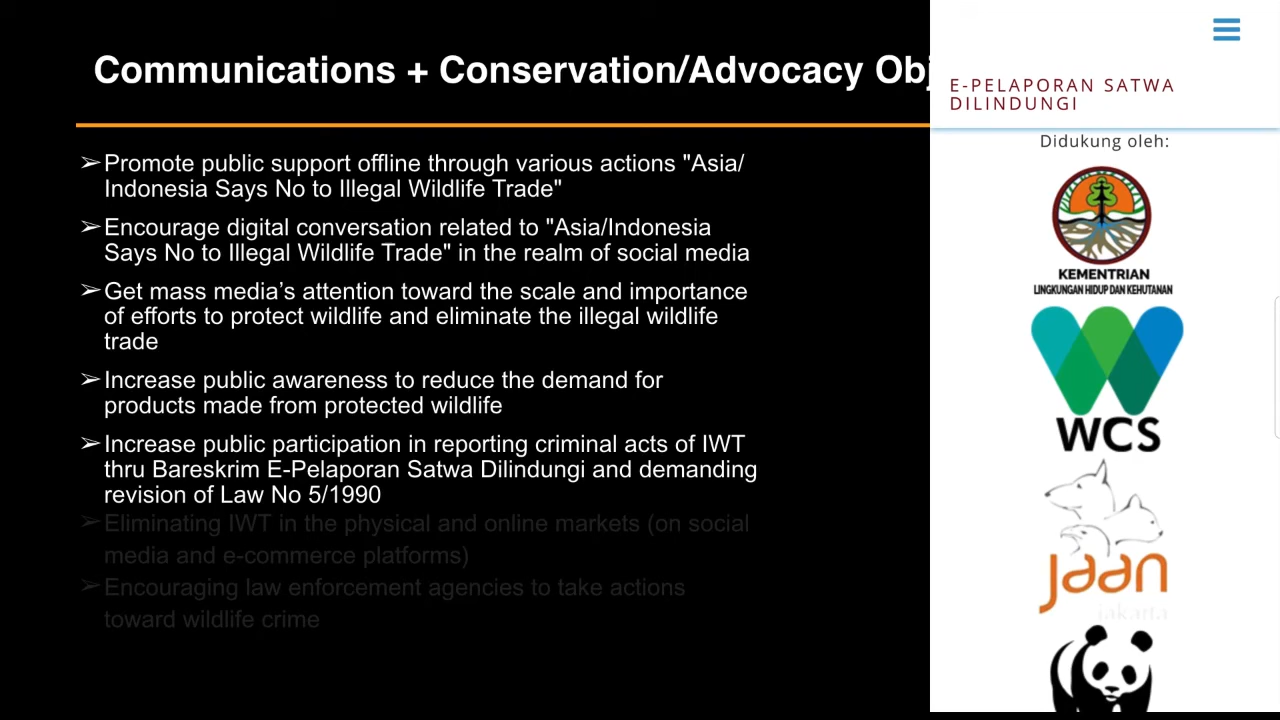 Communications + Conservation/Advocacy Obj
➢Promote public support offline through various actions "Asia/
Indonesia Says No to Illegal Wildlife Trade"
➢Encourage digital conversation related to "Asia/Indonesia
Says No to Illegal Wildlife Trade" in the realm of social media
➢Get mass media’s attention toward the scale and importance
of efforts to protect wildlife and eliminate the illegal wildlife
trade
➢Increase public awareness to reduce the demand for
products made from protected wildlife
➢Increase public participation in reporting criminal acts of IWT
thru Bareskrim E-Pelaporan Satwa Dilindungi and demanding
revision of Law No 5/1990
➢Eliminating IWT in the physical and online markets (on social
media and e-commerce platforms)
➢Encouraging law enforcement agencies to take actions
toward wildlife crime
E-PELAPORAN SATWA
DILINDUNGI
Didukung oleh:
KEMENTRIAN
LINGKUNGAN HIDUP DAN KEHUTANAN
WCS
jaan
jakarta